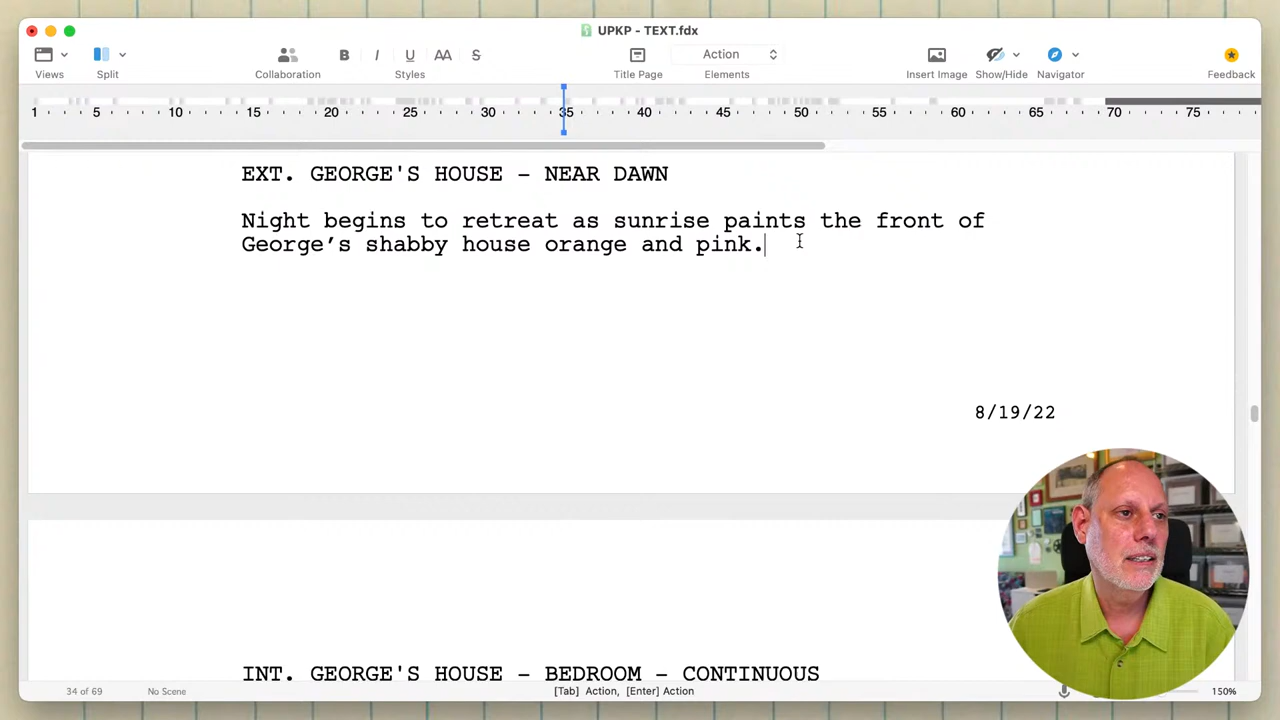 UPKP - TEXT.fdx
Views Split Collaboration B I U AA S Styles Title Page Action Elements Insert Image Show/Hide Navigator Feedback
1 5 10 15 20 25 30 35 40 45 50 55 60 65 70 75
EXT. GEORGE'S HOUSE - NEAR DAWN
Night begins to retreat as sunrise paints the front of
George’s shabby house orange and pink.
8/19/22
INT. GEORGE'S HOUSE - BEDROOM - CONTINUOUS
34 of 69 No Scene [Tab] Action, [Enter] Action 150%